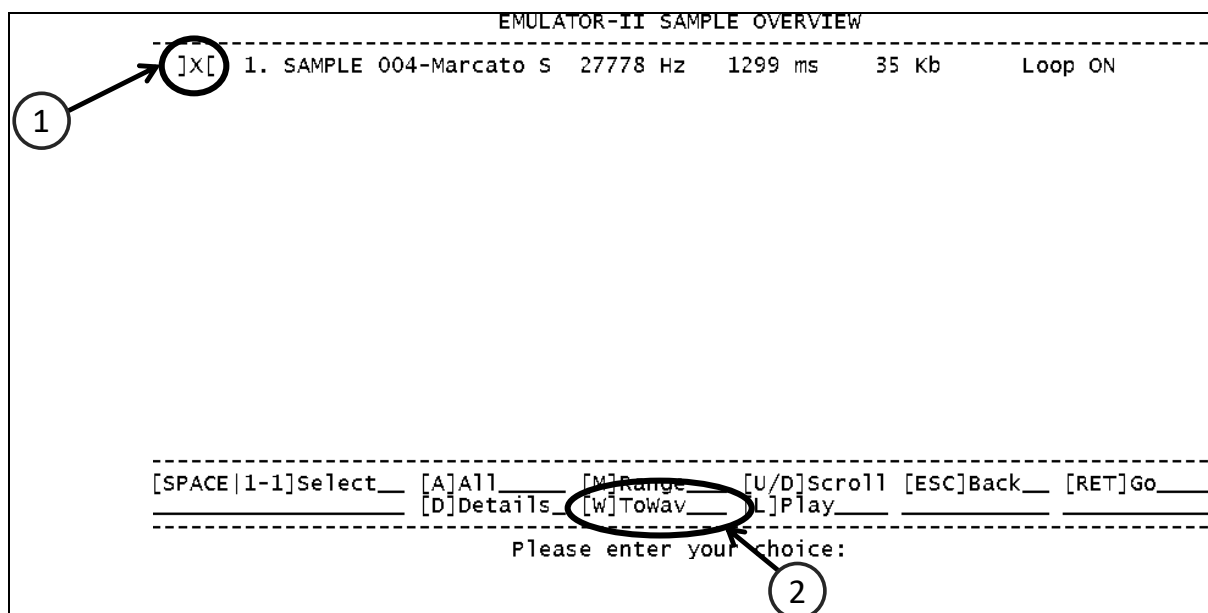 EMULATOR-II SAMPLE OVERVIEW
]X[ 1. SAMPLE 004-Marcato S 27778 Hz 1299 ms 35 Kb Loop ON
1
[SPACE|1-1]Select__ [A]All_____ [M]Range___ [U/D]Scroll [ESC]Back__ [RET]Go____
[D]Details_ [W]ToWav___ [L]Play____
Please enter your choice:
2